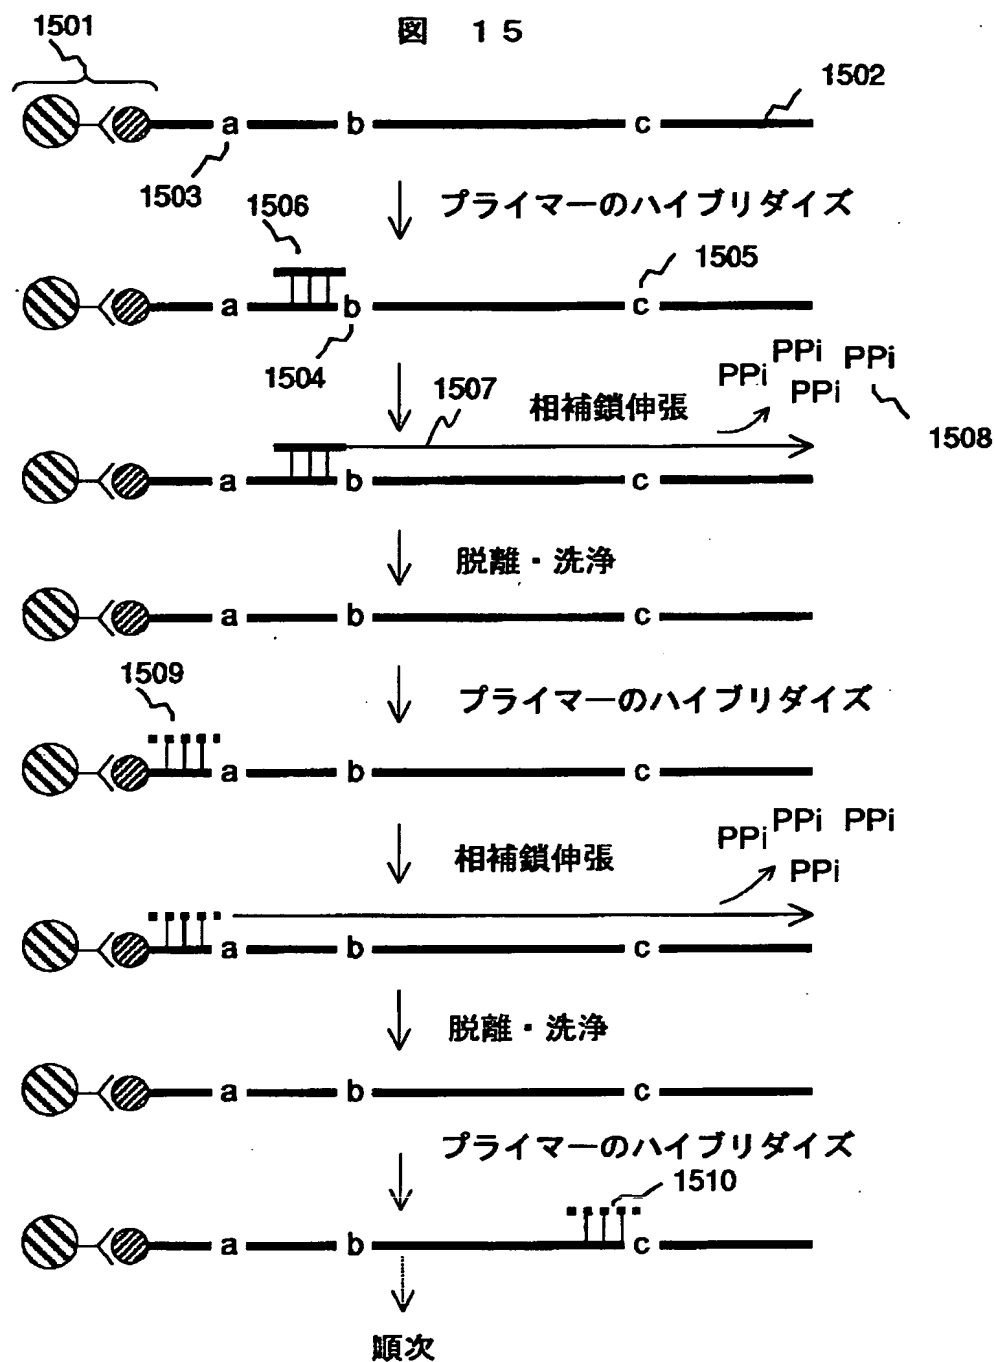 図 15
1501
1502
a b c
1503
プライマーのハイブリダイズ
1506
1505
a b c
1504
PPi PPi PPi PPi
1507
相補鎖伸張
1508
a b c
脱離・洗浄
a b c
1509
プライマーのハイブリダイズ
a b c
PPi PPi PPi PPi
相補鎖伸張
a b c
脱離・洗浄
a b c
プライマーのハイブリダイズ
1510
a b c
順次